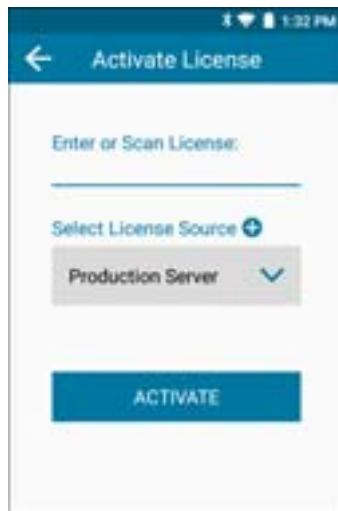 1:32 PM
Activate License
Enter or Scan License:
Select License Source
Production Server
ACTIVATE